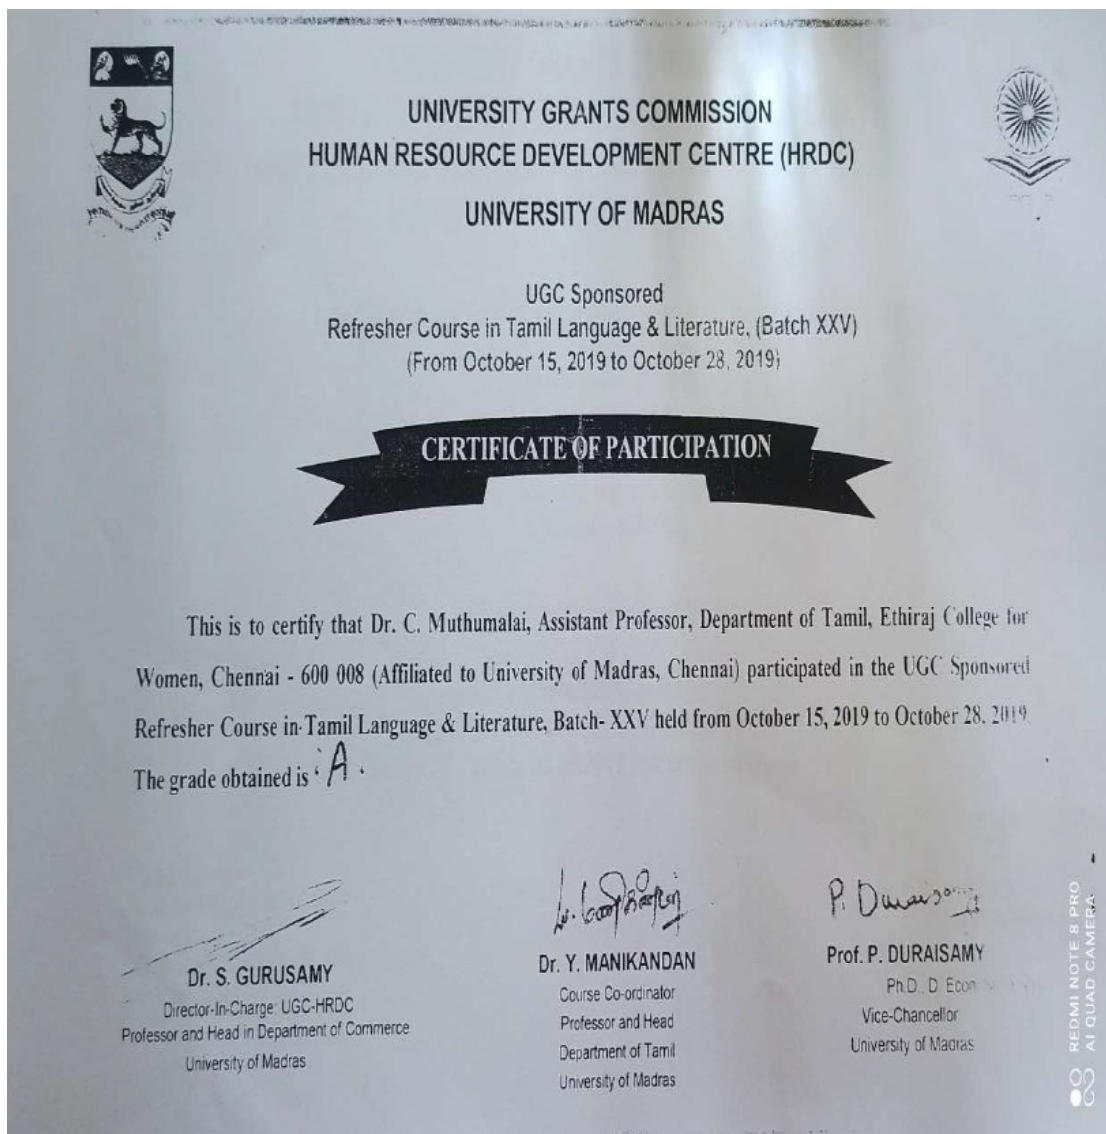 UNIVERSITY GRANTS COMMISSION
HUMAN RESOURCE DEVELOPMENT CENTRE (HRDC)
UNIVERSITY OF MADRAS
UGC Sponsored
Refresher Course in Tamil Language & Literature, (Batch XXV)
(From October 15, 2019 to October 28, 2019)
CERTIFICATE OF PARTICIPATION
This is to certify that Dr. C. Muthumalai, Assistant Professor, Department of Tamil, Ethiraj College for
Women, Chennai - 600 008 (Affiliated to University of Madras, Chennai) participated in the UGC Sponsored
Refresher Course in Tamil Language & Literature, Batch- XXV held from October 15, 2019 to October 28. 2019
The grade obtained is 'A'.
ய. மணிகண்டன்
P. Duraisamy
Dr. S. GURUSAMY
Director-In-Charge: UGC-HRDC
Professor and Head in Department of Commerce
University of Madras
Dr. Y. MANIKANDAN
Course Co-ordinator
Professor and Head
Department of Tamil
University of Madras
Prof. P. DURAISAMY
Ph.D., D. Econ
Vice-Chancellor
University of Madras
REDMI NOTE 8 PRO
AI QUAD CAMERA